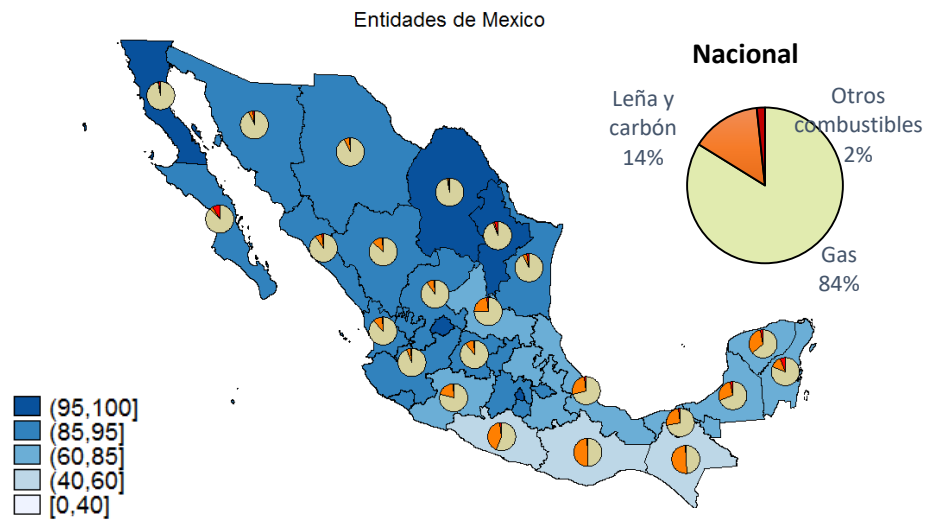 Entidades de Mexico
Nacional
Leña y
carbón
14%
Otros
combustibles
2%
Gas
84%
(95,100]
(85,95]
(60,85]
(40,60]
[0,40]